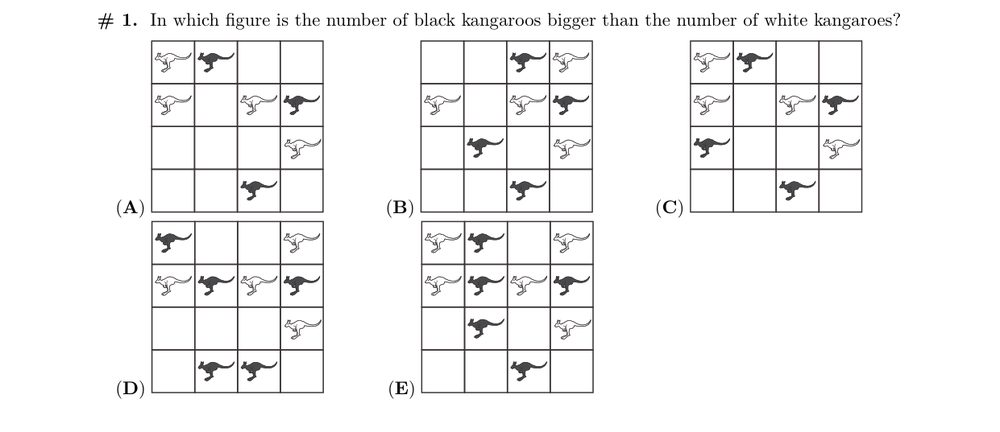 # 1. In which figure is the number of black kangaroos bigger than the number of white kangaroes?
(A)
(B)
(C)
(D)
(E)